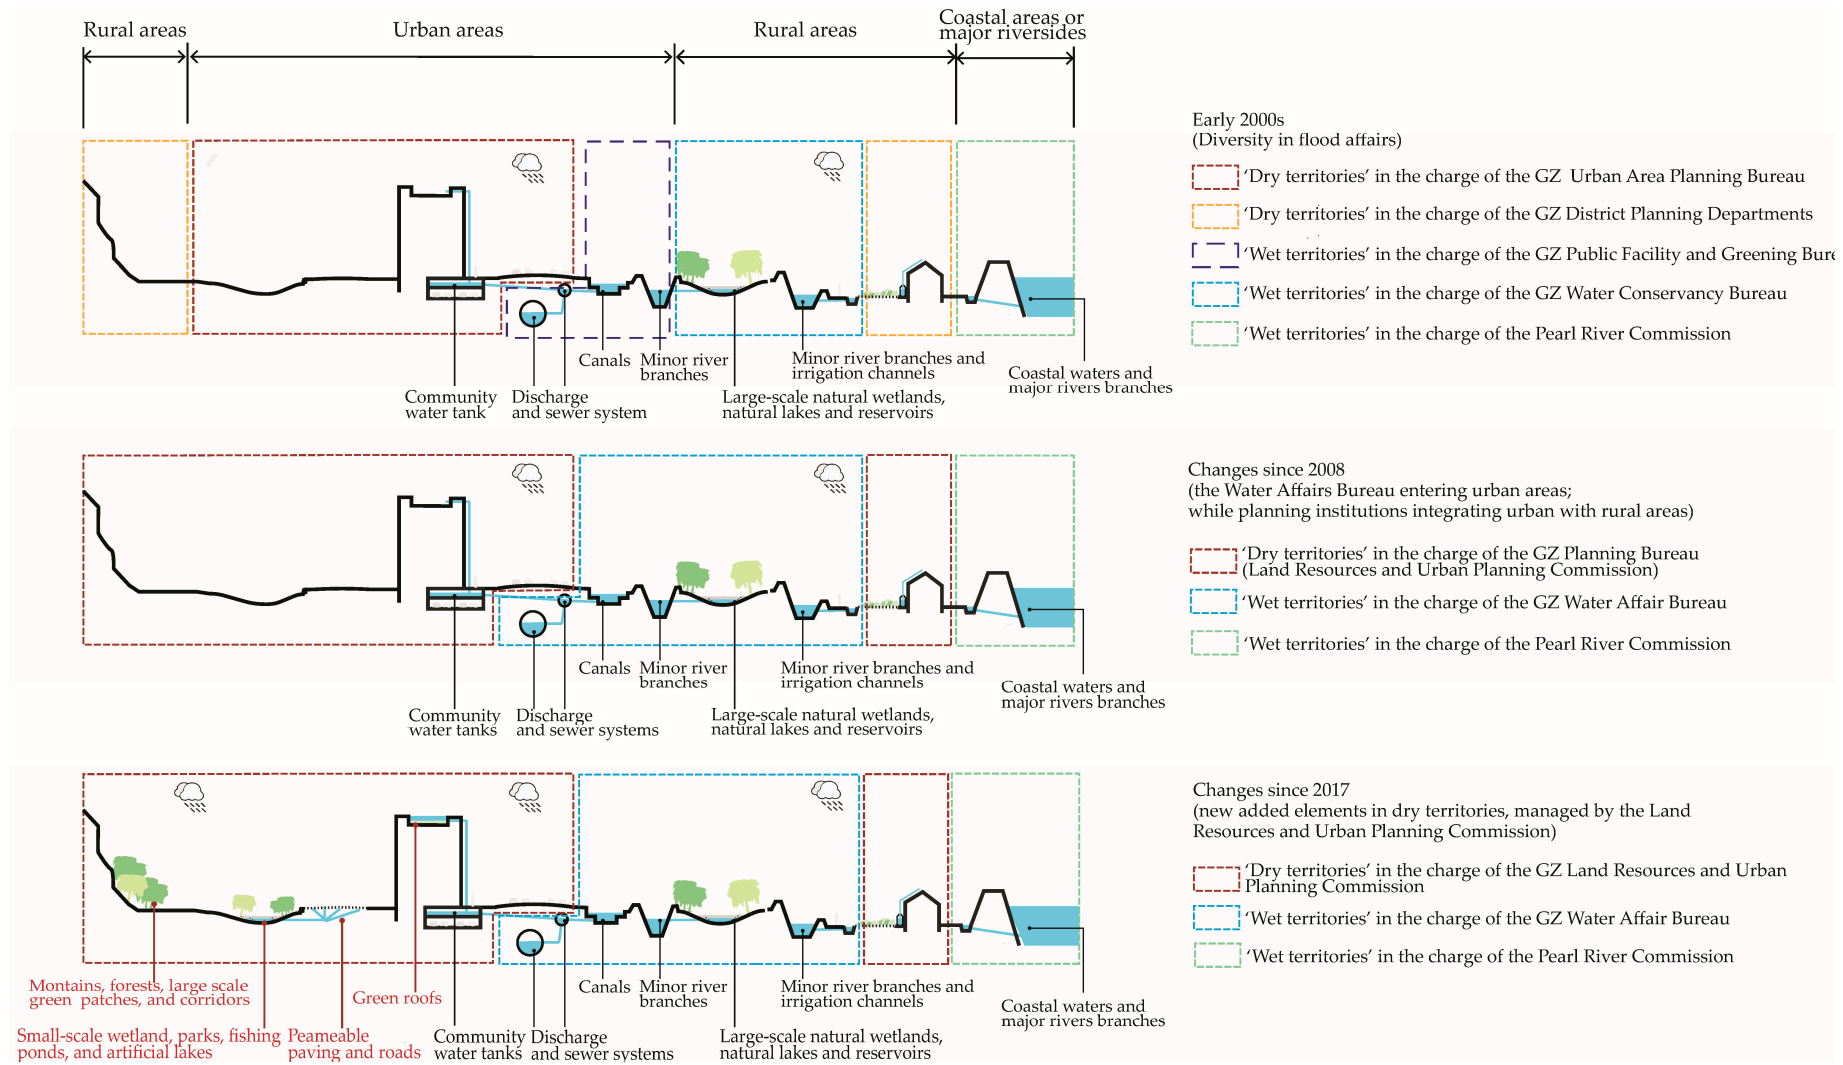 Rural areas
Urban areas
Rural areas
Coastal areas or
major riversides
Early 2000s
(Diversity in flood affairs)
'Dry territories' in the charge of the GZ Urban Area Planning Bureau
'Dry territories' in the charge of the GZ District Planning Departments
'Wet territories' in the charge of the GZ Public Facility and Greening Bure
'Wet territories' in the charge of the GZ Water Conservancy Bureau
'Wet territories' in the charge of the Pearl River Commission
Canals
Minor river
branches
Minor river branches and
irrigation channels
Coastal waters and
major rivers branches
Community
water tank
Discharge
and sewer system
Large-scale natural wetlands,
natural lakes and reservoirs
Changes since 2008
(the Water Affairs Bureau entering urban areas;
while planning institutions integrating urban with rural areas)
'Dry territories' in the charge of the GZ Planning Bureau
(Land Resources and Urban Planning Commission)
'Wet territories' in the charge of the GZ Water Affair Bureau
'Wet territories' in the charge of the Pearl River Commission
Canals
Minor river
branches
Minor river branches and
irrigation channels
Coastal waters and
major rivers branches
Community
water tanks
Discharge
and sewer systems
Large-scale natural wetlands,
natural lakes and reservoirs
Changes since 2017
(new added elements in dry territories, managed by the Land
Resources and Urban Planning Commission)
'Dry territories' in the charge of the GZ Land Resources and Urban
Planning Commission
'Wet territories' in the charge of the GZ Water Affair Bureau
'Wet territories' in the charge of the Pearl River Commission
Montains, forests, large scale
green patches, and corridors
Green roofs
Canals
Minor river
branches
Minor river branches and
irrigation channels
Coastal waters and
major rivers branches
Small-scale wetland, parks, fishing
ponds, and artificial lakes
Peameable
paving and roads
Community
water tanks
Discharge
and sewer systems
Large-scale natural wetlands,
natural lakes and reservoirs